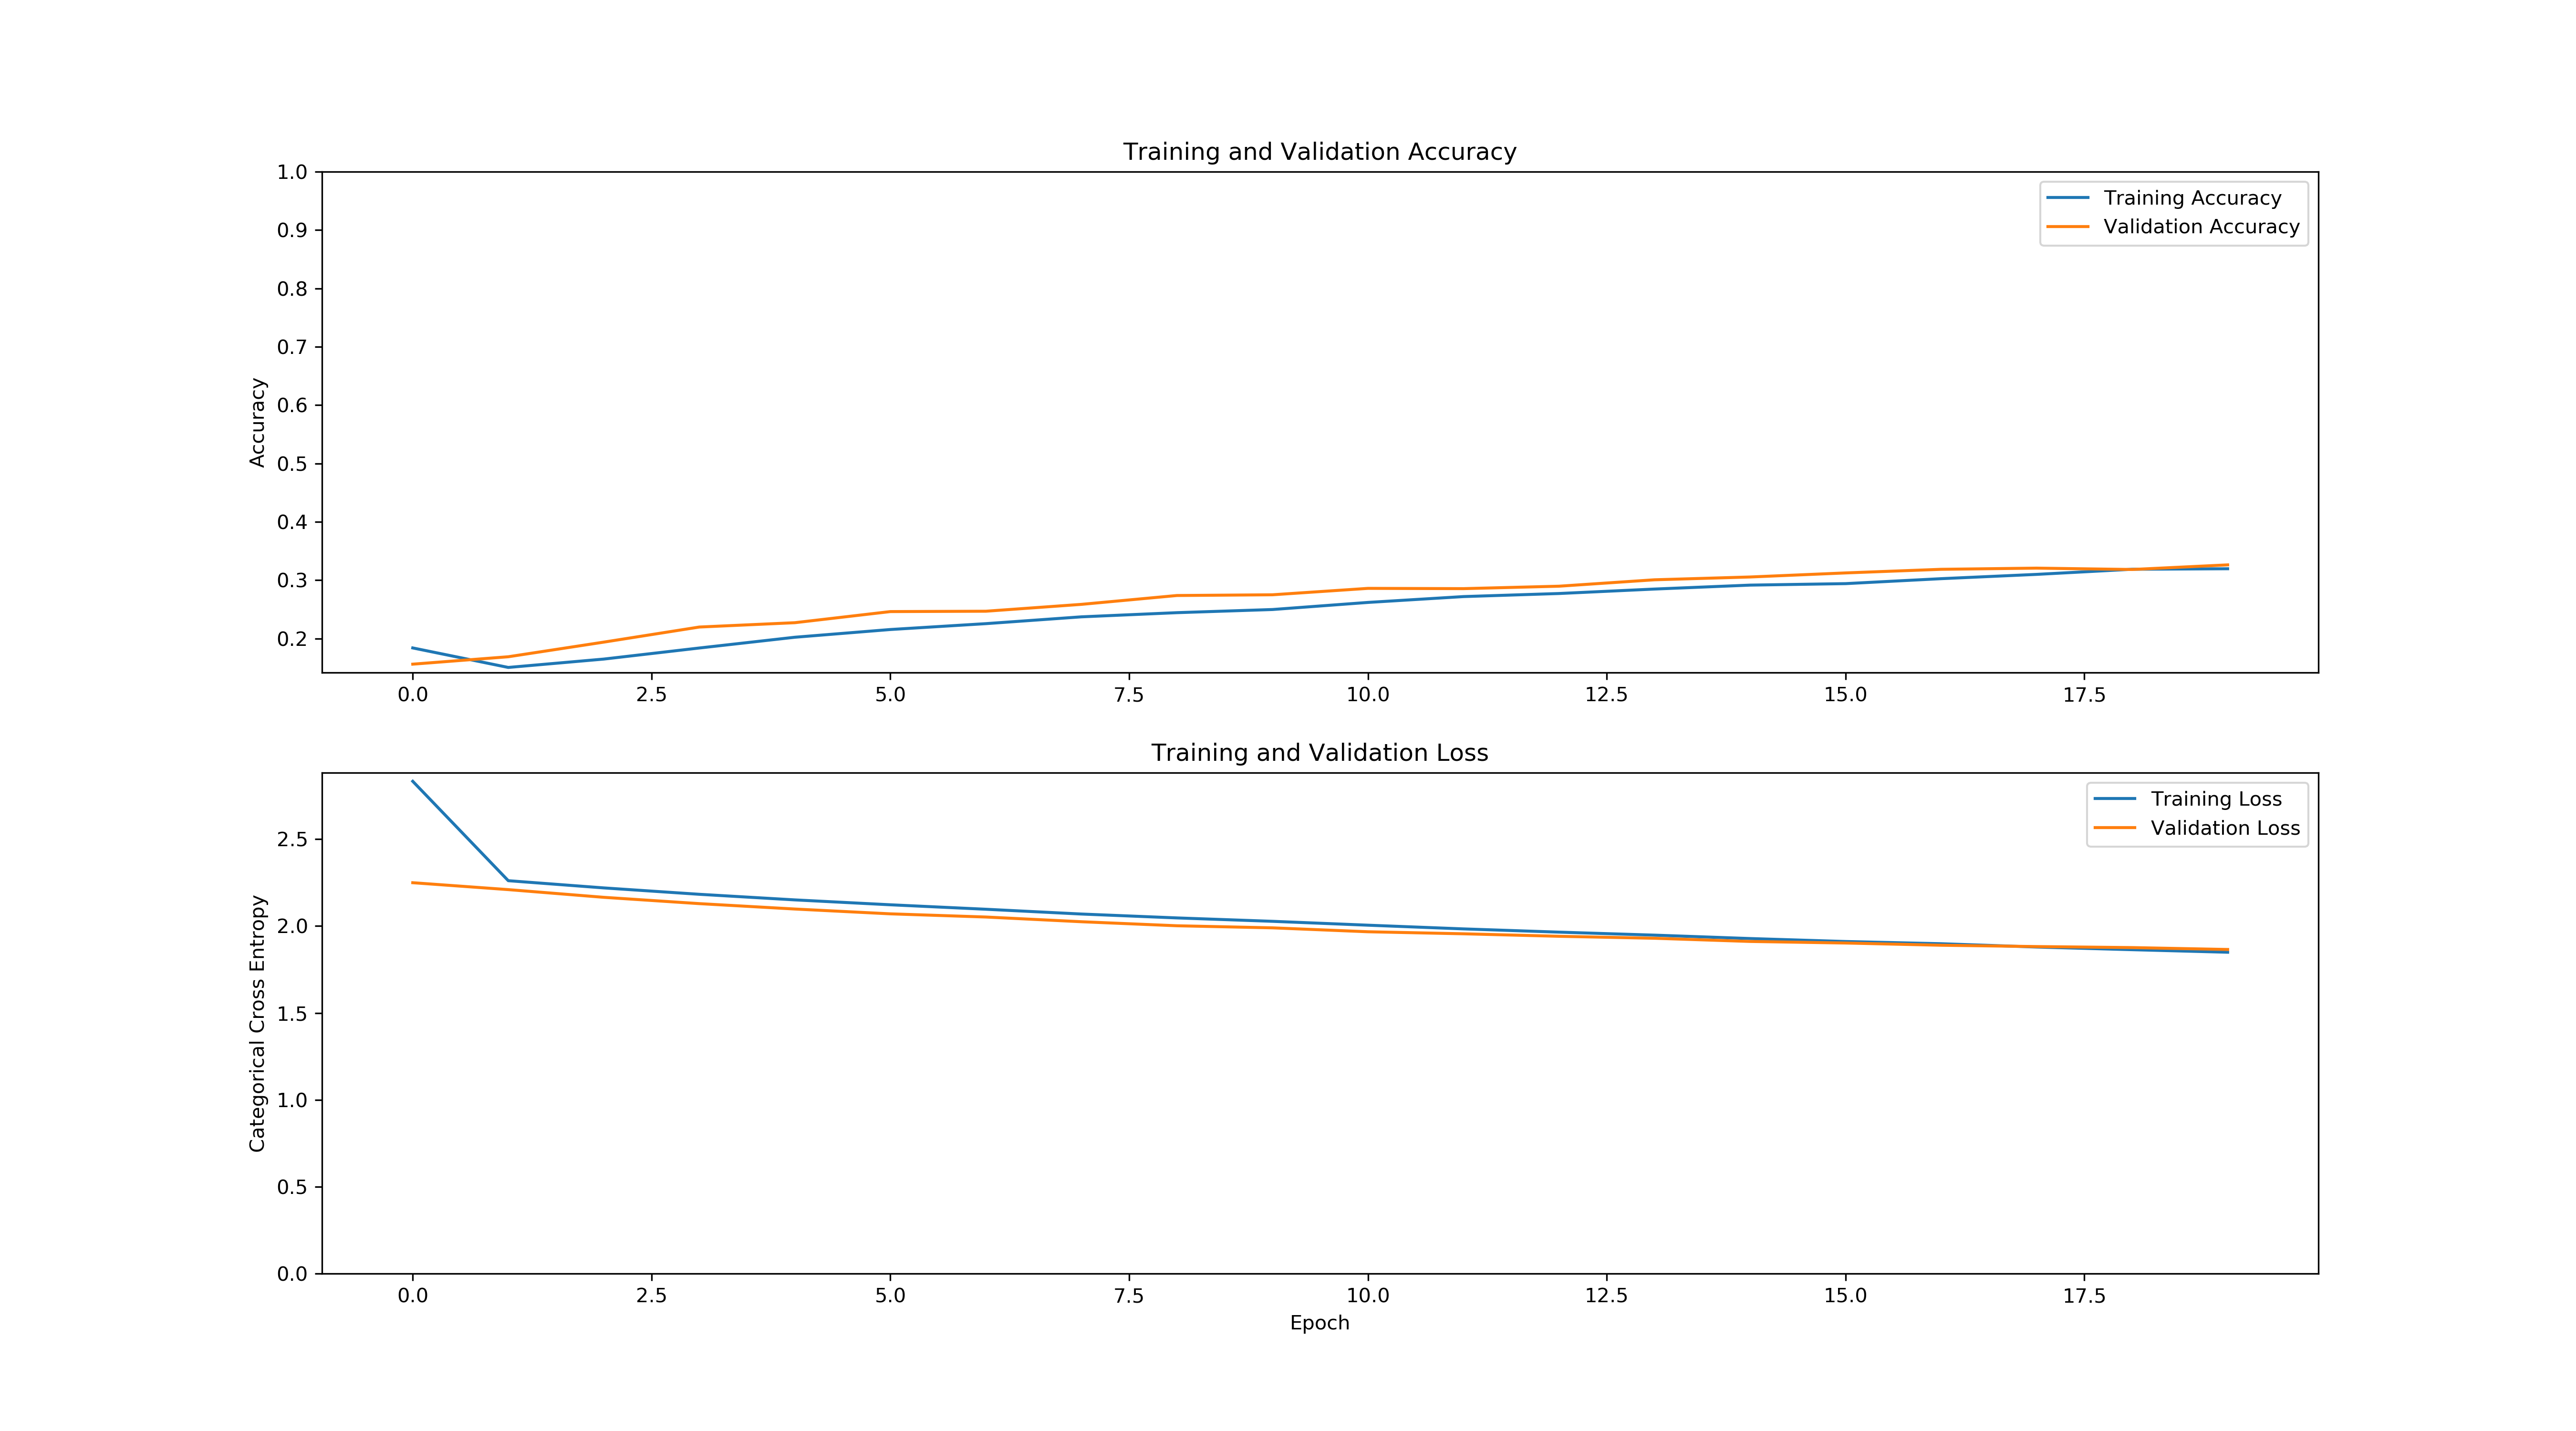 Training and Validation Accuracy
1.0
0.9
0.8
0.7
0.6
0.5
0.4
0.3
0.2
Accuracy
Training Accuracy
Validation Accuracy
0.0 2.5 5.0 7.5 10.0 12.5 15.0 17.5
Training and Validation Loss
2.5
2.0
1.5
1.0
0.5
0.0
Categorical Cross Entropy
Training Loss
Validation Loss
0.0 2.5 5.0 7.5 10.0 12.5 15.0 17.5
Epoch